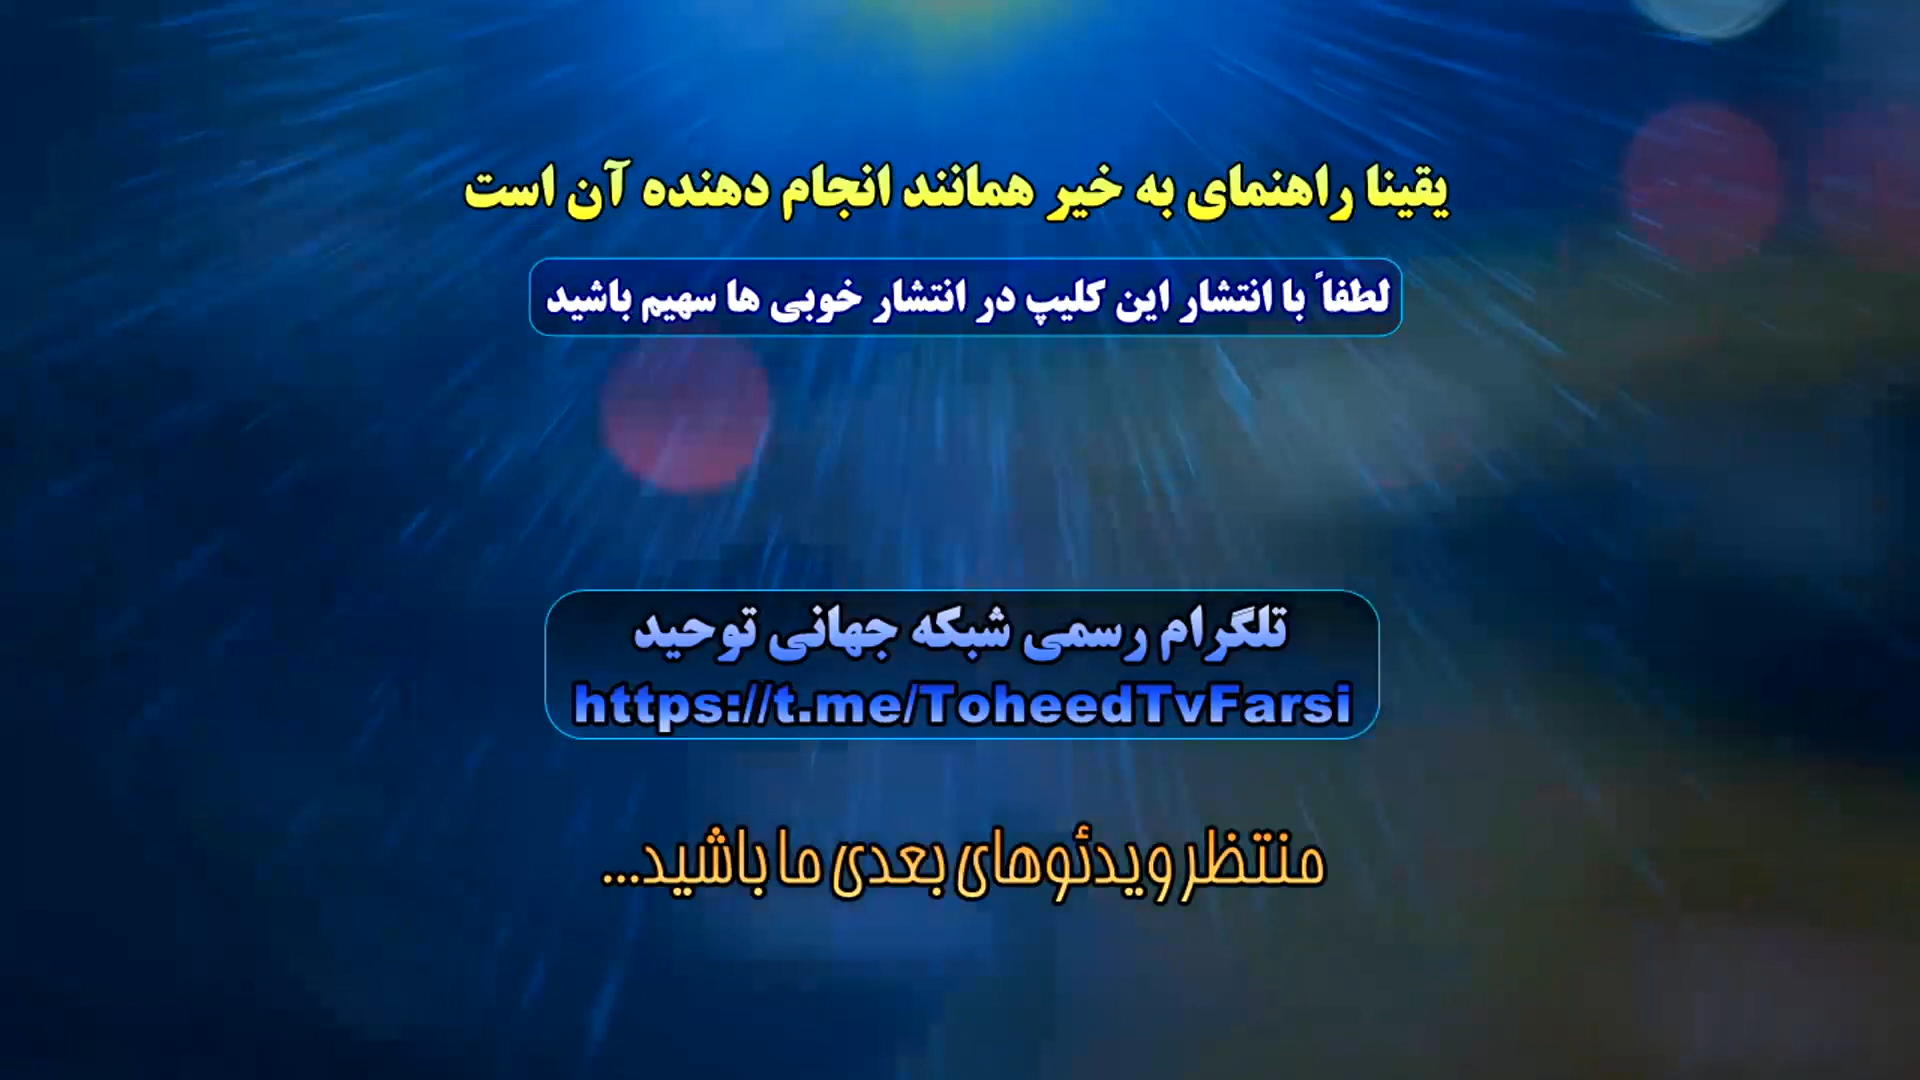 یقینا راهنمای به خیر همانند انجام دهنده آن است
لطفاً با انتشار این کلیپ در انتشار خوبی ها سهیم باشید
تلگرام رسمی شبکه جهانی توحید
https://t.me/ToheedTvFarsi
منتظر ویدئوهای بعدی ما باشید...